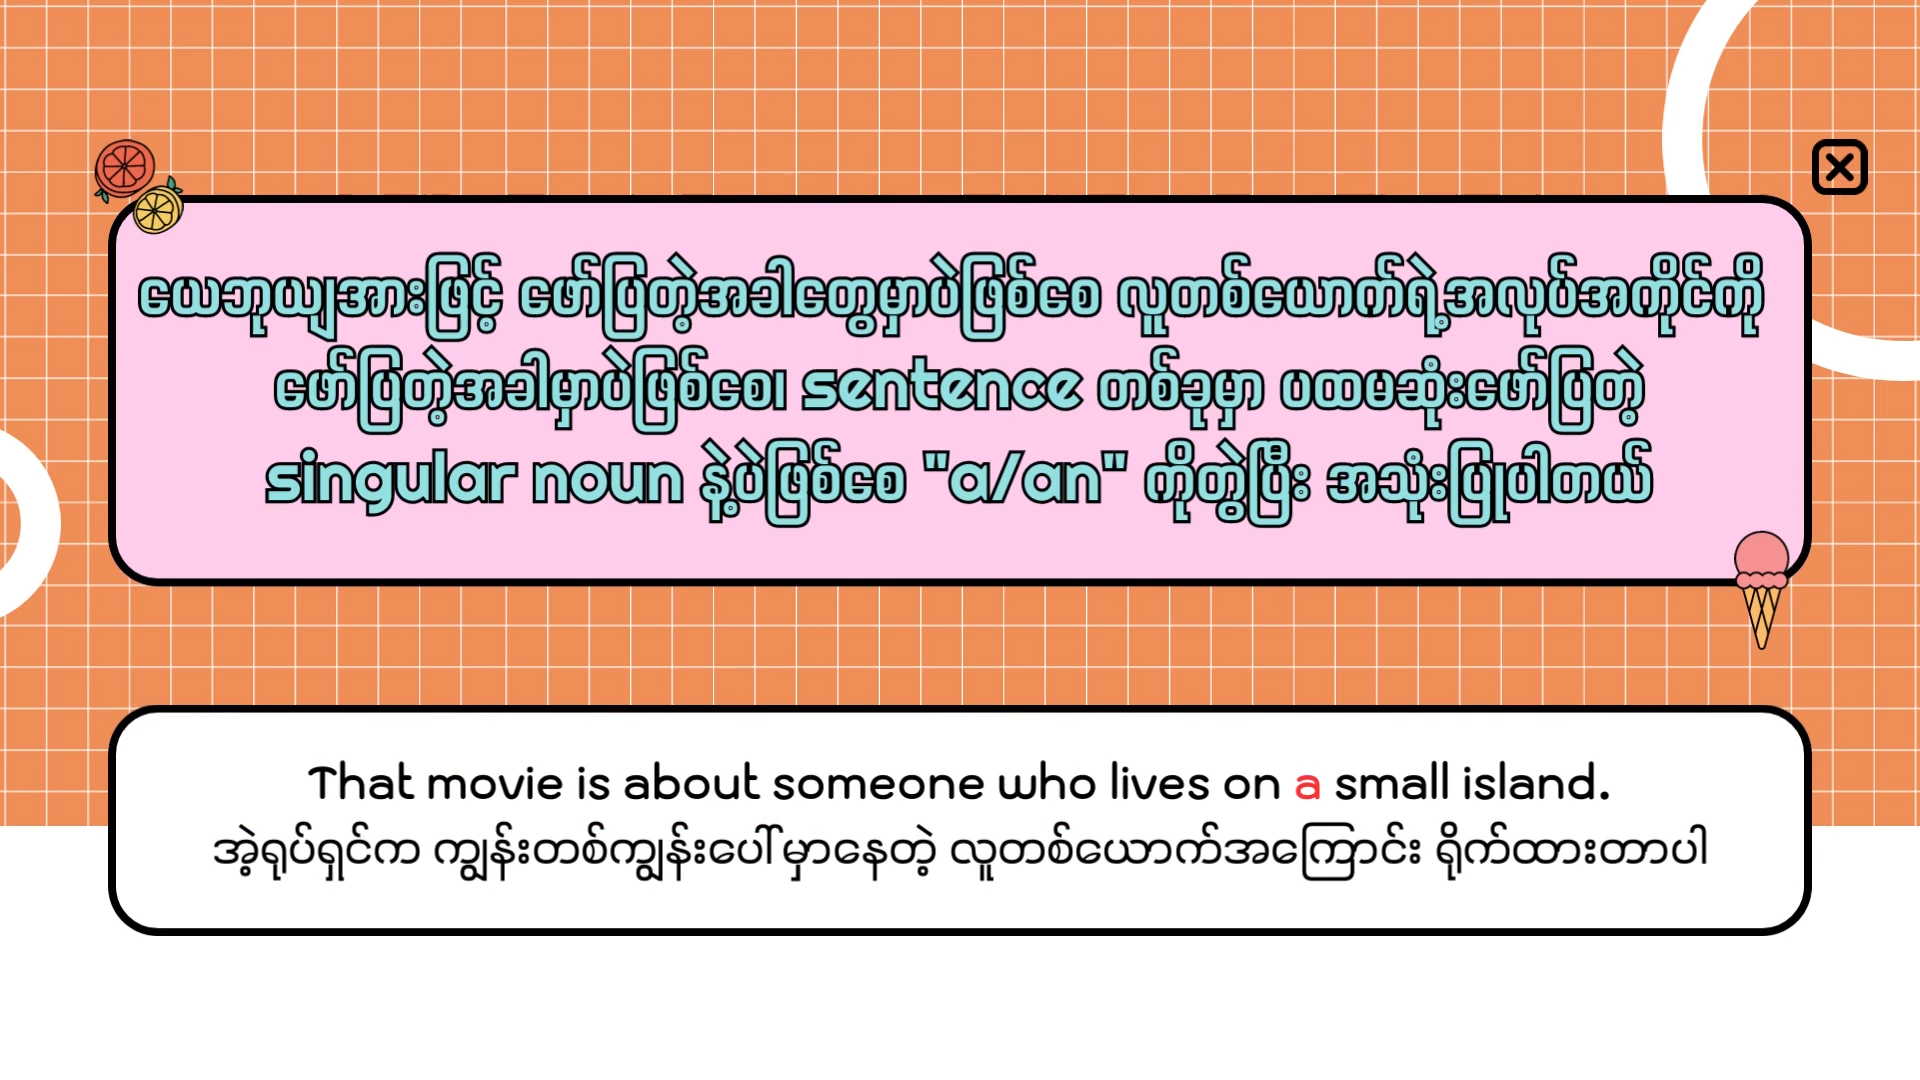 ယေဘုယျအားဖြင့် ဖော်ပြတဲ့အခါတွေမှာပဲဖြစ်စေ လူတစ်ယောက်ရဲ့အလုပ်အကိုင်ကို
ဖော်ပြတဲ့အခါမှာပဲဖြစ်စေ၊ sentence တစ်ခုမှာ ပထမဆုံးဖော်ပြတဲ့
singular noun နဲ့ပဲဖြစ်စေ "a/an" ကိုတွဲပြီး အသုံးပြုပါတယ်
That movie is about someone who lives on a small island.
အဲ့ရုပ်ရှင်က ကျွန်းတစ်ကျွန်းပေါ်မှာနေတဲ့ လူတစ်ယောက်အကြောင်း ရိုက်ထားတာပါ